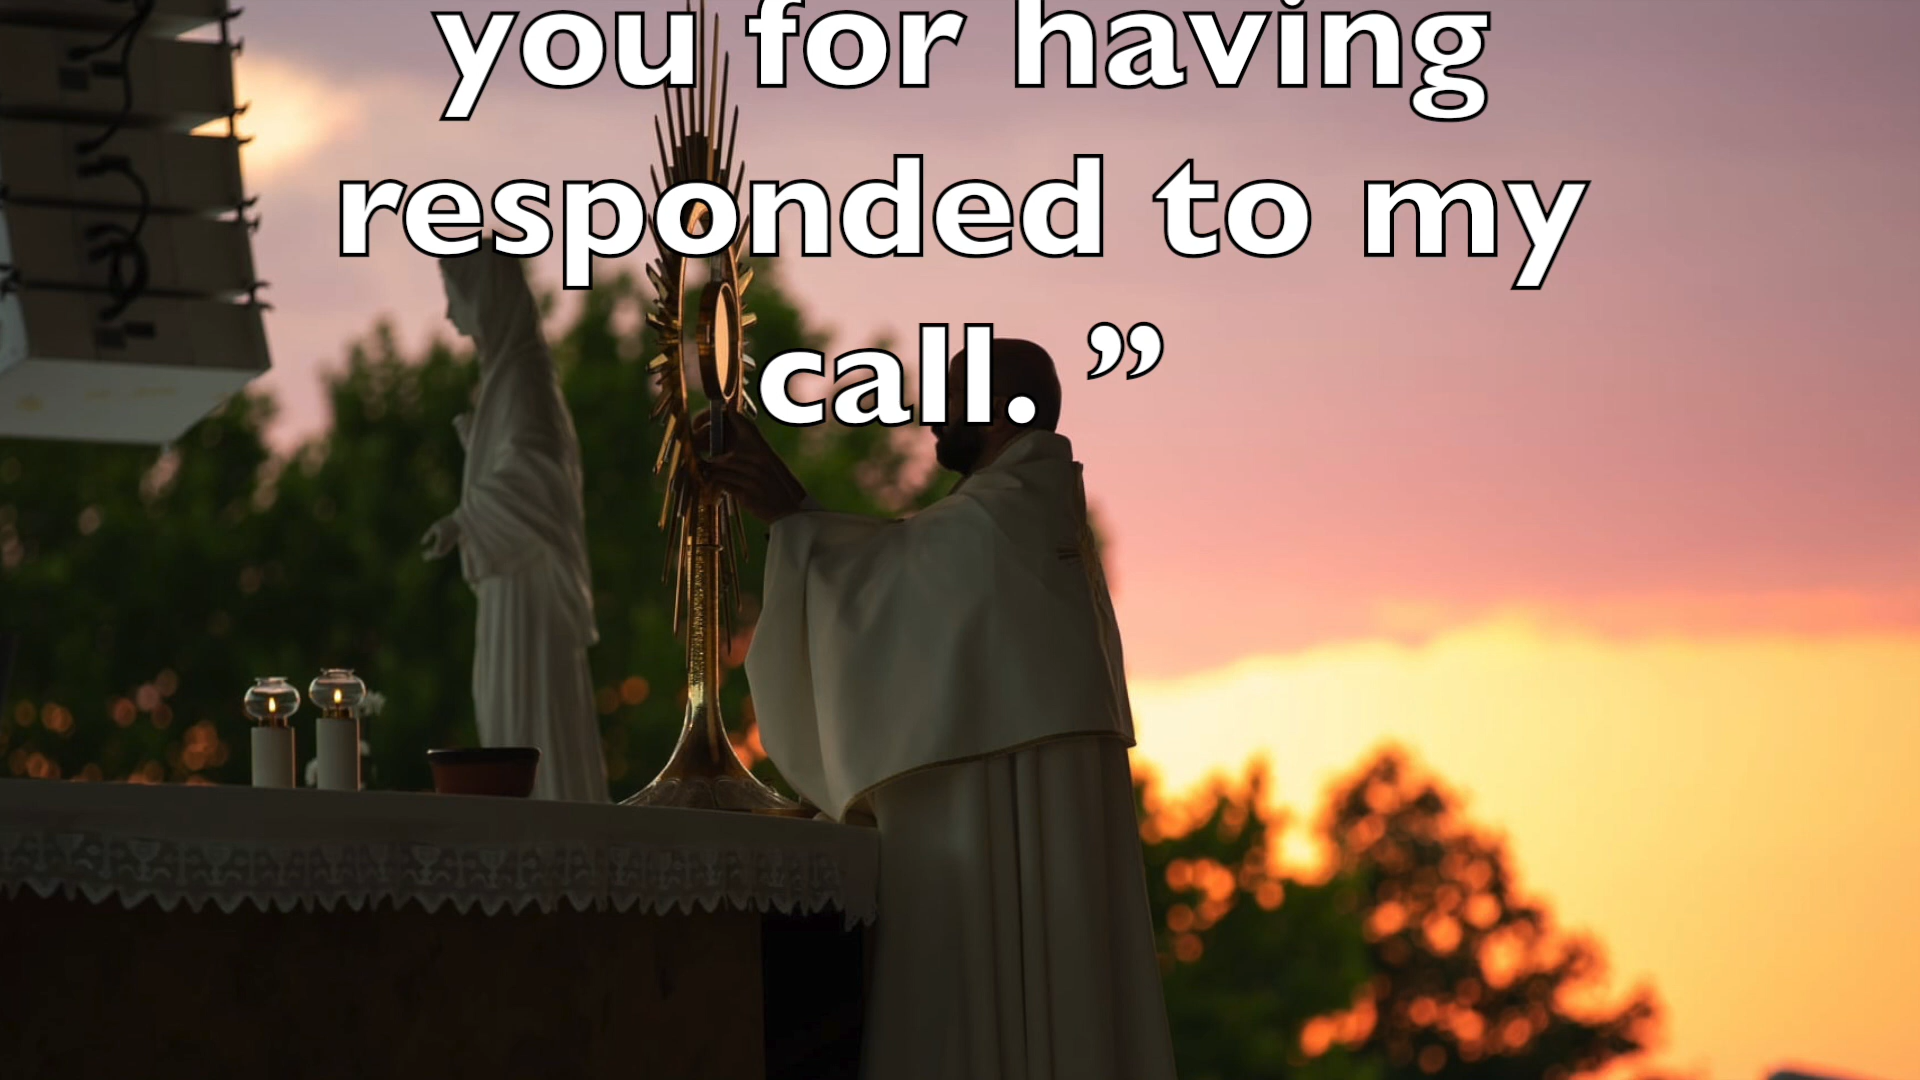 you for having
responded to my
call. ”